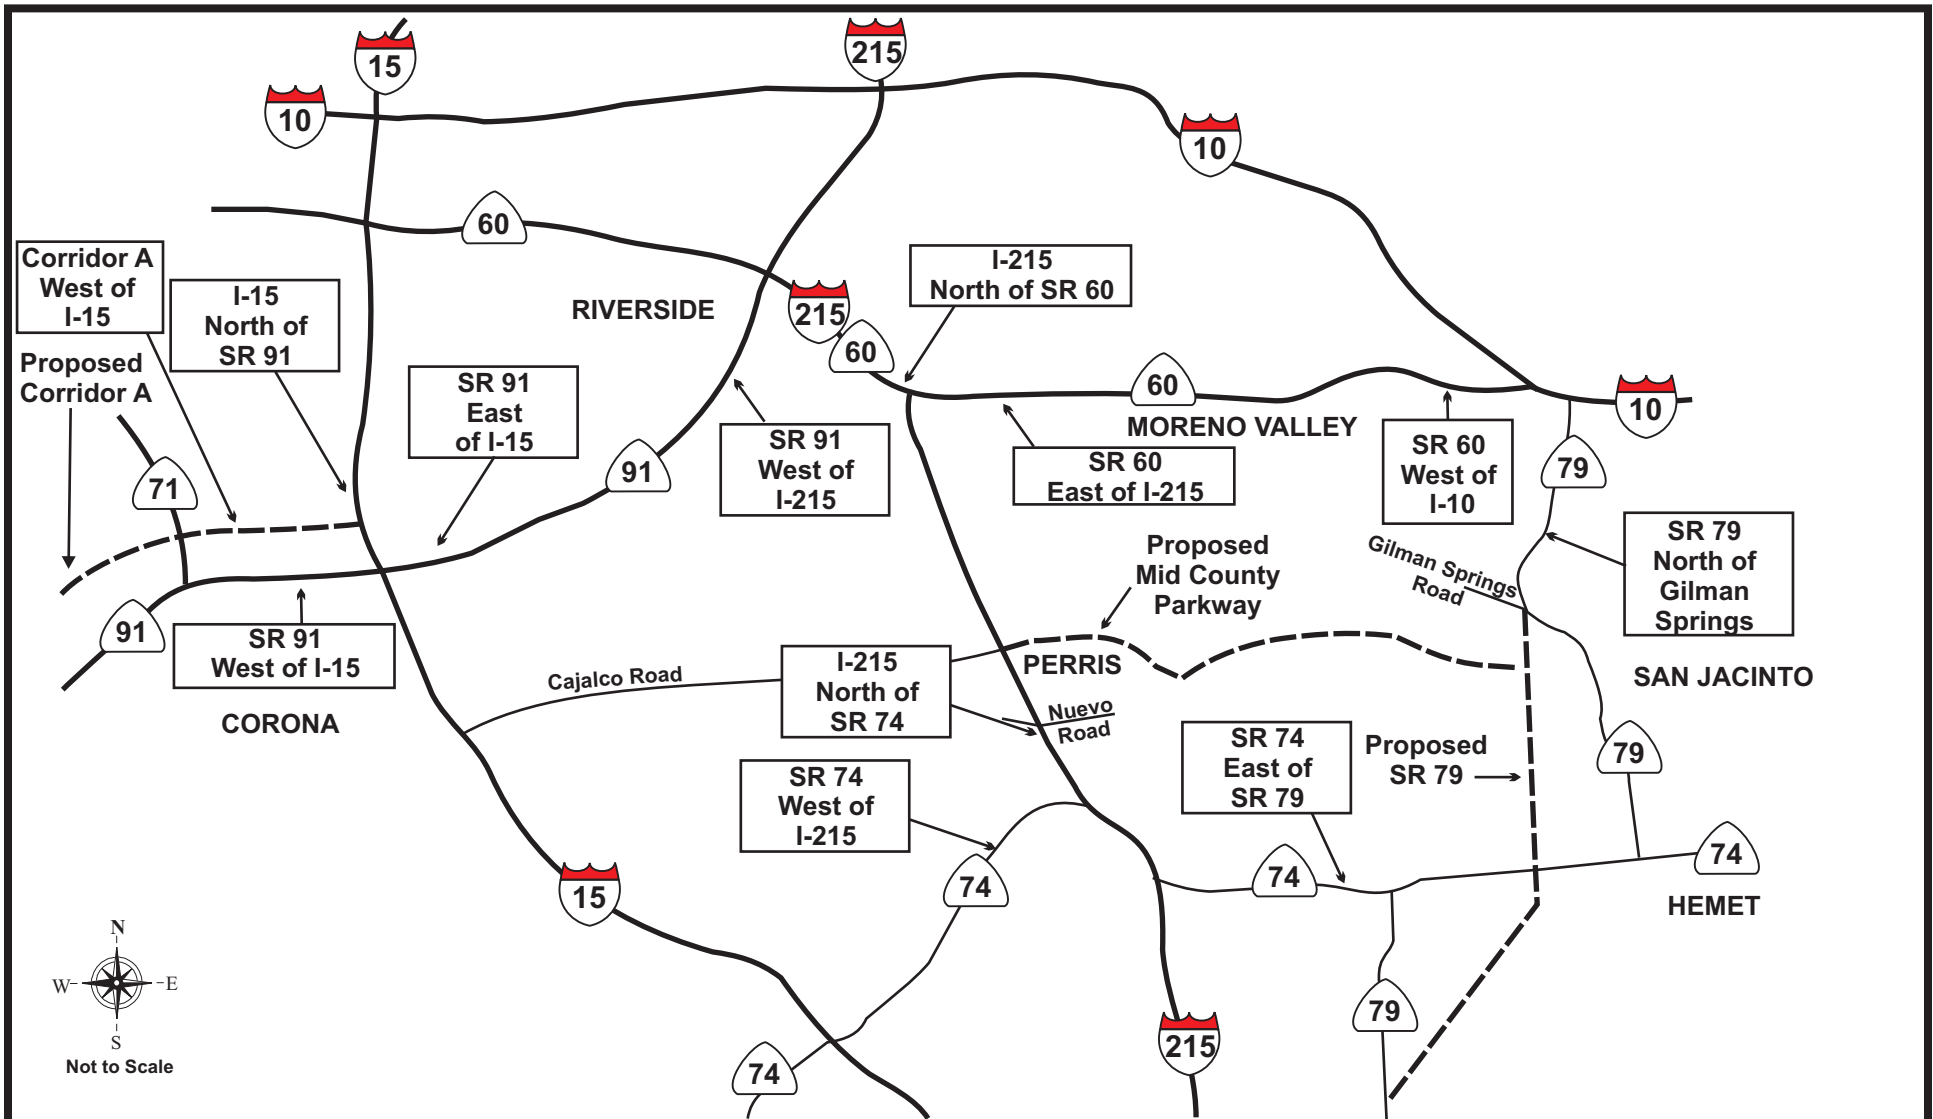 15
215
10
10
60
Corridor A
West of
I-15
I-15
North of
SR 91
I-215
North of SR 60
RIVERSIDE
215
60
Proposed
Corridor A
SR 91
East
of I-15
60
10
MORENO VALLEY
SR 91
West of
I-215
SR 60
East of I-215
SR 60
West of
I-10
79
91
71
Proposed
Mid County
Parkway
Gilman Springs
Road
SR 79
North of
Gilman
Springs
91
SR 91
West of I-15
CORONA
Cajalco Road
I-215
North of
SR 74
PERRIS
SAN JACINTO
Nuevo
Road
SR 74
East of
SR 79
Proposed
SR 79
79
SR 74
West of
I-215
74
74
74
15
HEMET
N
W
E
S
Not to Scale
79
215
74